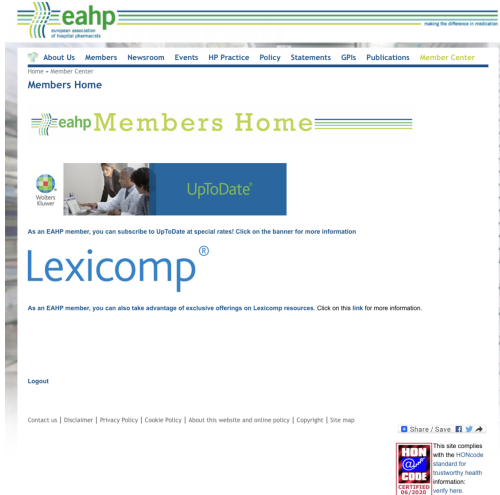 eahp
european association
of hospital pharmacists
making the difference in medication
About Us Members Newsroom Events HP Practice Policy Statements GPIs Publications Member Center
Home » Member Center
Members Home
eahp Members Home
Wolters
Kluwer
UpToDate®
As an EAHP member, you can subscribe to UpToDate at special rates! Click on the banner for more information
Lexicomp®
As an EAHP member, you can also take advantage of exclusive offerings on Lexicomp resources. Click on this link for more information.
Logout
Contact us | Disclaimer | Privacy Policy | Cookie Policy | About this website and online policy | Copyright | Site map
Share / Save
This site complies
with the HONcode
standard for
trustworthy health
information:
verify here.
HON
CODE
CERTIFIED
06/2020